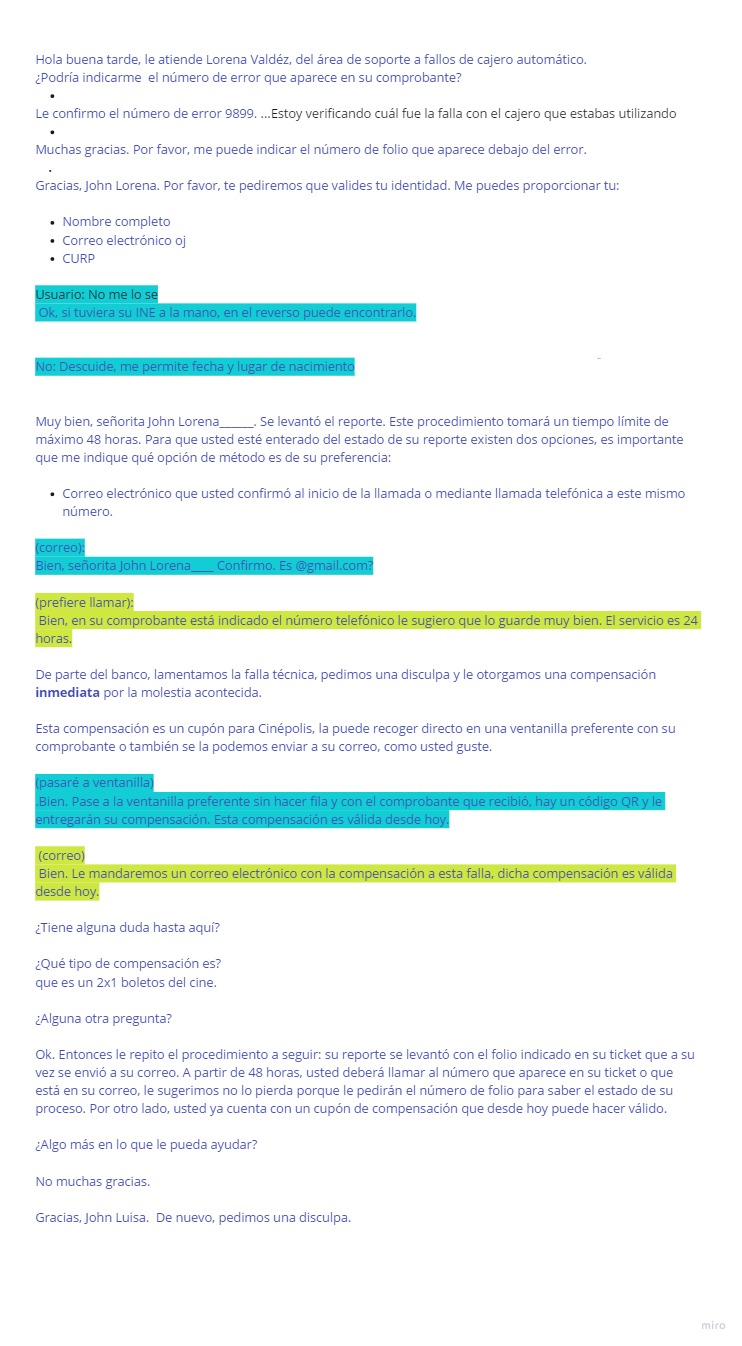 Hola buena tarde, le atiende Lorena Valdéz, del área de soporte a fallos de cajero automático.
¿Podría indicarme  el número de error que aparece en su comprobante?
•
Le confirmo el número de error 9899. ...Estoy verificando cuál fue la falla con el cajero que estabas utilizando
•
Muchas gracias. Por favor, me puede indicar el número de folio que aparece debajo del error.
.
Gracias, John Lorena. Por favor, te pediremos que valides tu identidad. Me puedes proporcionar tu:
• Nombre completo
• Correo electrónico oj
• CURP
Usuario: No me lo se
Ok, si tuviera su INE a la mano, en el reverso puede encontrarlo.
No: Descuide, me permite fecha y lugar de nacimiento
Muy bien, señorita John Lorena______. Se levantó el reporte. Este procedimiento tomará un tiempo límite de
máximo 48 horas. Para que usted esté enterado del estado de su reporte existen dos opciones, es importante
que me indique qué opción de método es de su preferencia:
• Correo electrónico que usted confirmó al inicio de la llamada o mediante llamada telefónica a este mismo
número.
(correo):
Bien, señorita John Lorena____ Confirmo. Es @gmail.com?
(prefiere llamar):
Bien, en su comprobante está indicado el número telefónico le sugiero que lo guarde muy bien. El servicio es 24
horas.
De parte del banco, lamentamos la falla técnica, pedimos una disculpa y le otorgamos una compensación
inmediata por la molestia acontecida.
Esta compensación es un cupón para Cinépolis, la puede recoger directo en una ventanilla preferente con su
comprobante o también se la podemos enviar a su correo, como usted guste.
(pasaré a ventanilla)
.Bien. Pase a la ventanilla preferente sin hacer fila y con el comprobante que recibió, hay un código QR y le
entregarán su compensación. Esta compensación es válida desde hoy.
(correo)
Bien. Le mandaremos un correo electrónico con la compensación a esta falla, dicha compensación es válida
desde hoy.
¿Tiene alguna duda hasta aquí?
¿Qué tipo de compensación es?
que es un 2x1 boletos del cine.
¿Alguna otra pregunta?
Ok. Entonces le repito el procedimiento a seguir: su reporte se levantó con el folio indicado en su ticket que a su
vez se envió a su correo. A partir de 48 horas, usted deberá llamar al número que aparece en su ticket o que
está en su correo, le sugerimos no lo pierda porque le pedirán el número de folio para saber el estado de su
proceso. Por otro lado, usted ya cuenta con un cupón de compensación que desde hoy puede hacer válido.
¿Algo más en lo que le pueda ayudar?
No muchas gracias.
Gracias, John Luisa.  De nuevo, pedimos una disculpa.
miro